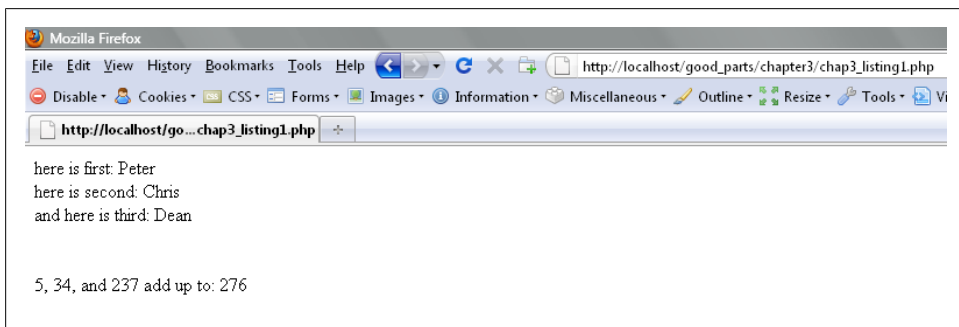 Mozilla Firefox
File Edit View History Bookmarks Tools Help http://localhost/good_parts/chapter3/chap3_listing1.php
Disable Cookies CSS Forms Images Information Miscellaneous Outline Resize Tools Vi
http://localhost/go...chap3_listing1.php
here is first: Peter
here is second: Chris
and here is third: Dean
5, 34, and 237 add up to: 276